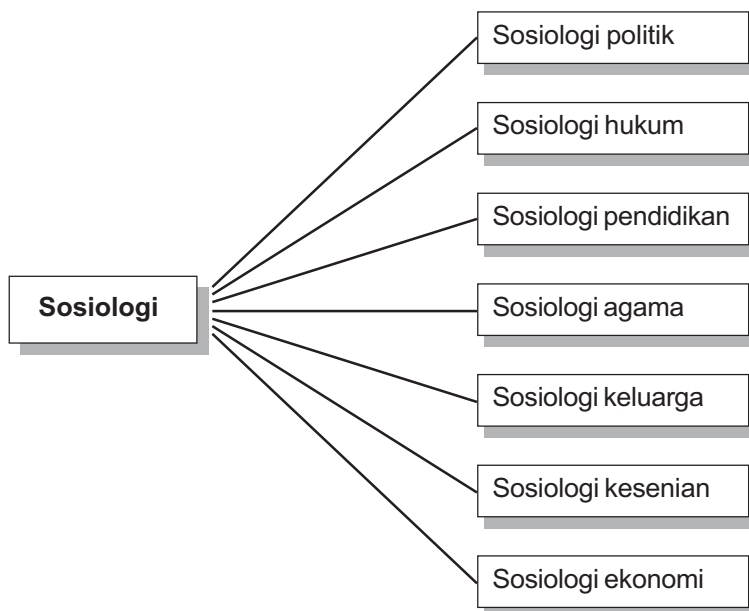 Sosiologi politik
Sosiologi hukum
Sosiologi pendidikan
Sosiologi
Sosiologi agama
Sosiologi keluarga
Sosiologi kesenian
Sosiologi ekonomi